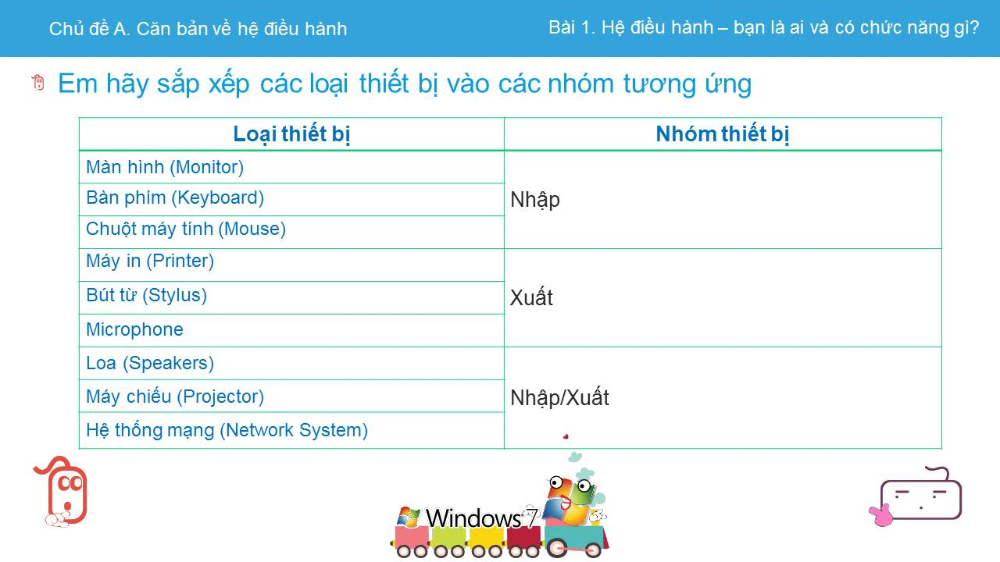 Chủ đề A. Căn bản về hệ điều hành
Bài 1. Hệ điều hành – bạn là ai và có chức năng gì?
Em hãy sắp xếp các loại thiết bị vào các nhóm tương ứng
Loại thiết bị
Nhóm thiết bị
Màn hình (Monitor)
Bàn phím (Keyboard)
Chuột máy tính (Mouse)
Nhập
Máy in (Printer)
Bút từ (Stylus)
Microphone
Xuất
Loa (Speakers)
Máy chiếu (Projector)
Hệ thống mạng (Network System)
Nhập/Xuất
Windows 7